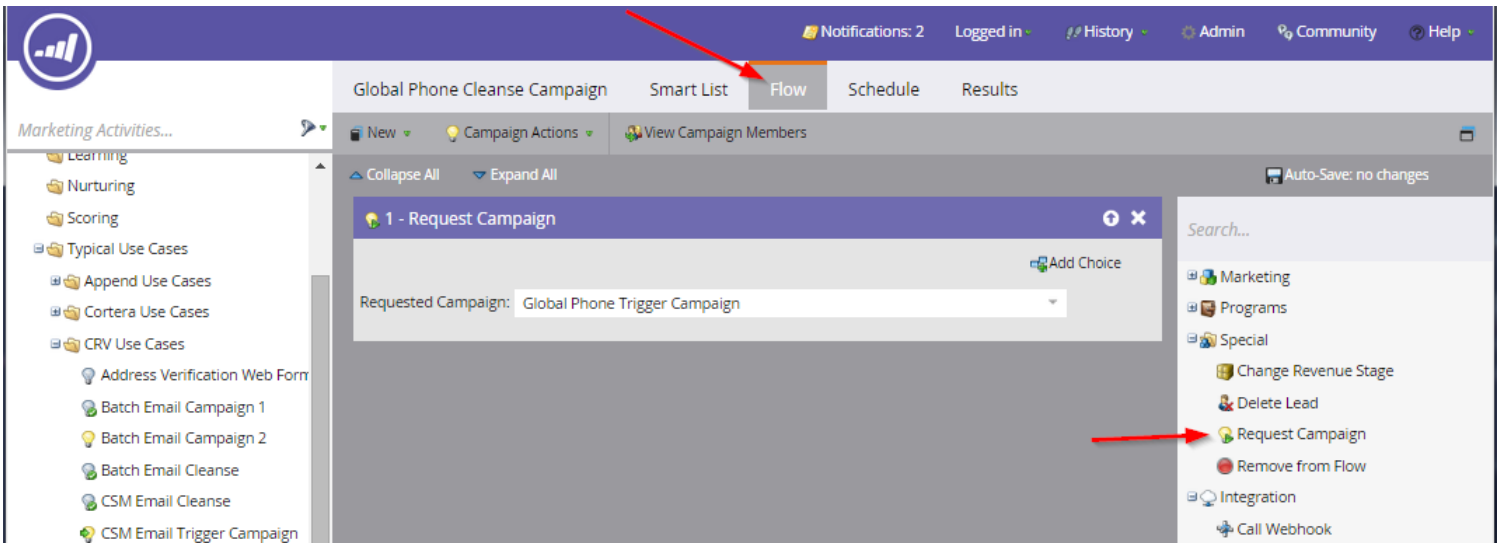 Notifications: 2 Logged in History Admin Community Help
Global Phone Cleanse Campaign Smart List Flow Schedule Results
Marketing Activities...
New Campaign Actions View Campaign Members
Learning
Collapse All Expand All Auto-Save: no changes
Nurturing
Scoring
Typical Use Cases
Append Use Cases
Cortera Use Cases
CRV Use Cases
Address Verification Web Form
Batch Email Campaign 1
Batch Email Campaign 2
Batch Email Cleanse
CSM Email Cleanse
CSM Email Trigger Campaign
1 - Request Campaign
Add Choice
Requested Campaign: Global Phone Trigger Campaign
Search...
Marketing
Programs
Special
Change Revenue Stage
Delete Lead
Request Campaign
Remove from Flow
Integration
Call Webhook